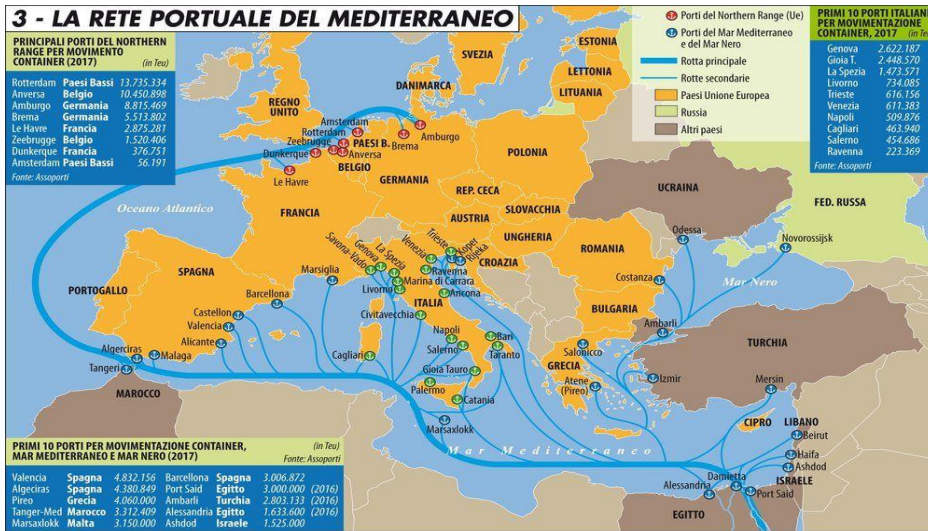 3 - LA RETE PORTUALE DEL MEDITERRANEO
PRINCIPALI PORTI DEL NORTHERN
RANGE PER MOVIMENTO
CONTAINER (2017) (in Teu)
Rotterdam Paesi Bassi 13.735.334
Anversa Belgio 10.450.898
Amburgo Germania 8.815.469
Brema Germania 5.513.802
Le Havre Francia 2.875.281
Zeebrugge Belgio 1.520.406
Dunkerque Francia 376.751
Amsterdam Paesi Bassi 56.191
Fonte: Assoporti
Porti del Northern Range (Ue)
Porti del Mar Mediterraneo
e del Mar Nero
Rotta principale
Rotte secondarie
Paesi Unione Europea
Russia
Altri paesi
PRIMI 10 PORTI ITALIANI
PER MOVIMENTAZIONE
CONTAINER, 2017 (in Teu)
Genova 2.622.187
Gioia T. 2.448.570
La Spezia 1.473.571
Livorno 734.085
Trieste 616.156
Venezia 611.383
Napoli 509.876
Cagliari 463.940
Salerno 454.686
Ravenna 223.369
Fonte: Assoporti
SVEZIA
ESTONIA
LETTONIA
LITUANIA
DANIMARCA
REGNO
UNITO
Amsterdam
Rotterdam
Zeebrugge
Dunkerque
PAESI B.
Brema
Amburgo
Anversa
BELGIO
Le Havre
POLONIA
GERMANIA
REP. CECA
UCRAINA
FED. RUSSA
Oceano Atlantico
FRANCIA
AUSTRIA
SLOVACCHIA
UNGHERIA
ROMANIA
CROAZIA
Odessa
Novorossijsk
Savona-Vado
Genova
La Spezia
Venezia
Trieste
Koper
Rijeka
Ravenna
Marina di Carrara
Livorno
Ancona
Marsiglia
ITALIA
Civitavecchia
Costanza
Mar Nero
BULGARIA
SPAGNA
PORTOGALLO
Barcellona
Castellon
Valencia
Alicante
Algerciras
Malaga
Tangeri
MAROCCO
Cagliari
Napoli
Salerno
Bari
Taranto
Gioia Tauro
Palermo
Catania
Marsaxlokk
Ambarli
TURCHIA
Salonicco
GRECIA
Atene
(Pireo)
Izmir
Mersin
CIPRO
LIBANO
Beirut
Haifa
Ashdod
ISRAELE
Mar Mediterraneo
Damietta
Alessandria
Port Said
EGITTO
PRIMI 10 PORTI PER MOVIMENTAZIONE CONTAINER, (in Teu)
MAR MEDITERRANEO E MAR NERO (2017) Fonte: Assoporti
Valencia Spagna 4.832.156 Barcellona Spagna 3.006.872
Algeciras Spagna 4.380.849 Port Said Egitto 3.000.000 (2016)
Pireo Grecia 4.060.000 Ambarli Turchia 2.803.133 (2016)
Tanger-Med Marocco 3.312.409 Alessandria Egitto 1.633.600 (2016)
Marsaxlokk Malta 3.150.000 Ashdod Israele 1.525.000